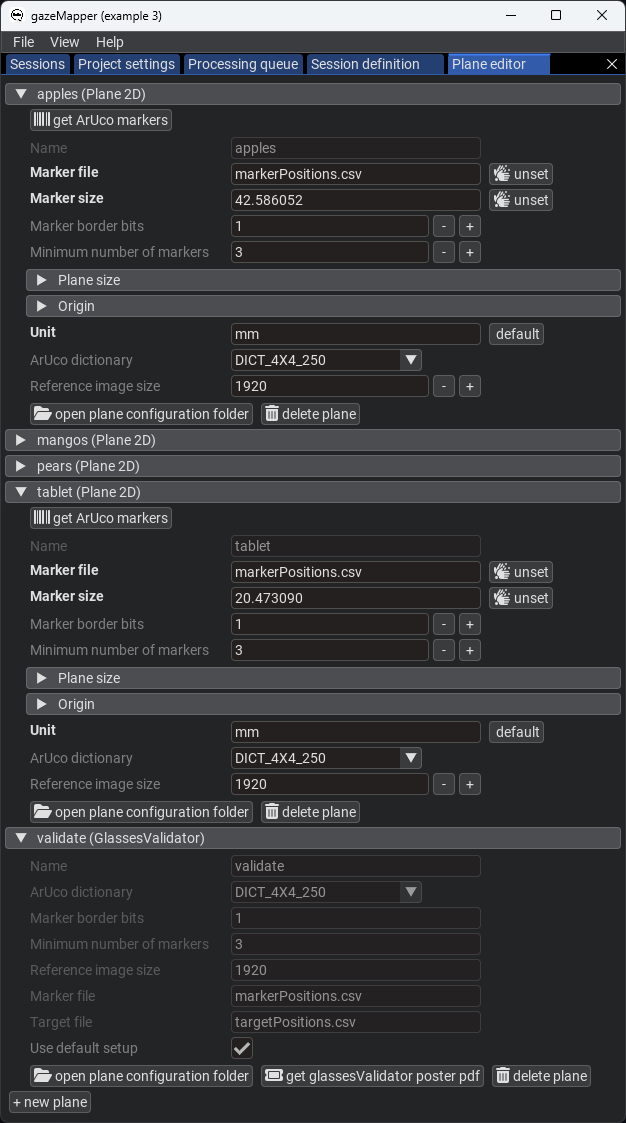 gazeMapper (example 3)
File View Help
Sessions Project settings Processing queue Session definition Plane editor
apples (Plane 2D)
get ArUco markers
Name apples
Marker file markerPositions.csv unset
Marker size 42.586052 unset
Marker border bits 1 - +
Minimum number of markers 3 - +
Plane size
Origin
Unit mm default
ArUco dictionary DICT_4X4_250
Reference image size 1920 - +
open plane configuration folder delete plane
mangos (Plane 2D)
pears (Plane 2D)
tablet (Plane 2D)
get ArUco markers
Name tablet
Marker file markerPositions.csv unset
Marker size 20.473090 unset
Marker border bits 1 - +
Minimum number of markers 3 - +
Plane size
Origin
Unit mm default
ArUco dictionary DICT_4X4_250
Reference image size 1920 - +
open plane configuration folder delete plane
validate (GlassesValidator)
Name validate
ArUco dictionary DICT_4X4_250
Marker border bits 1
Minimum number of markers 3
Reference image size 1920
Marker file markerPositions.csv
Target file targetPositions.csv
Use default setup
open plane configuration folder get glassesValidator poster pdf delete plane
+ new plane